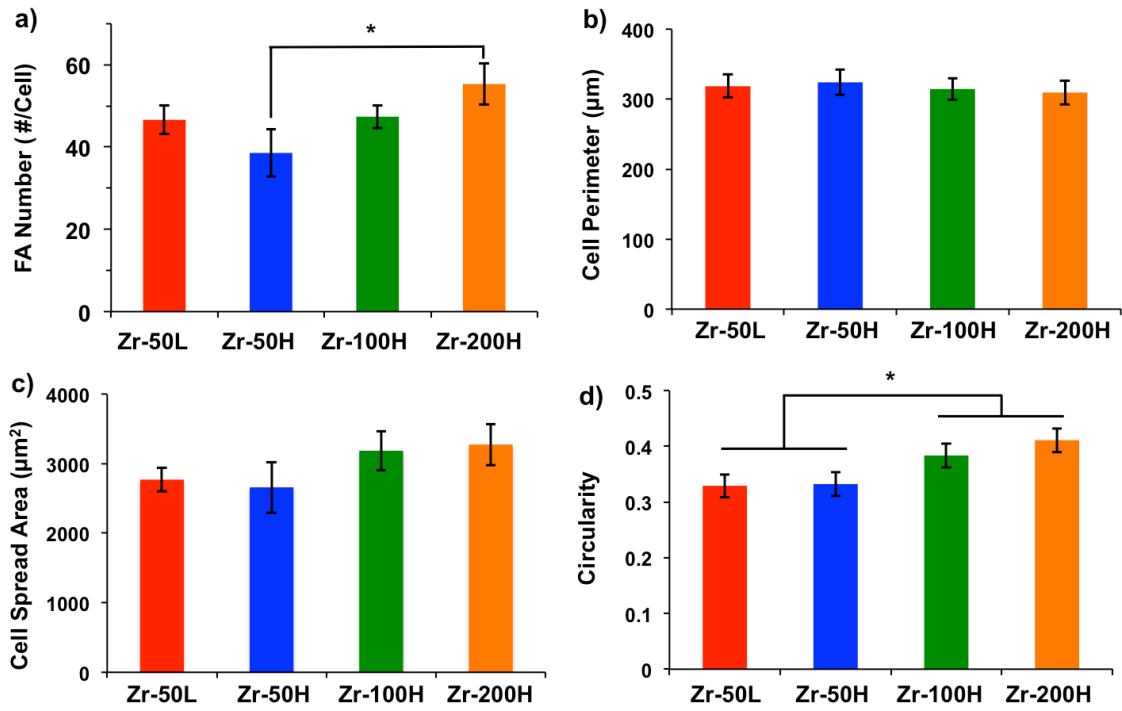 a)
*
FA Number ( #/Cell)
60
40
20
0
Zr-50L Zr-50H Zr-100H Zr-200H
b)
Cell Perimeter (µm)
400
300
200
100
0
Zr-50L Zr-50H Zr-100H Zr-200H
c)
Cell Spread Area (µm²)
4000
3000
2000
1000
0
Zr-50L Zr-50H Zr-100H Zr-200H
d)
*
Circularity
0.5
0.4
0.3
0.2
0.1
0
Zr-50L Zr-50H Zr-100H Zr-200H